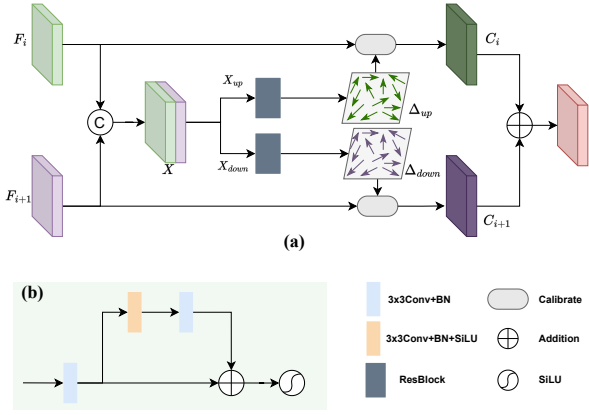 F_i
C_i
X_up
Δ_up
C
X
X_down
Δ_down
F_{i+1}
C_{i+1}
(a)
(b)
3x3Conv+BN
Calibrate
3x3Conv+BN+SiLU
Addition
ResBlock
SiLU